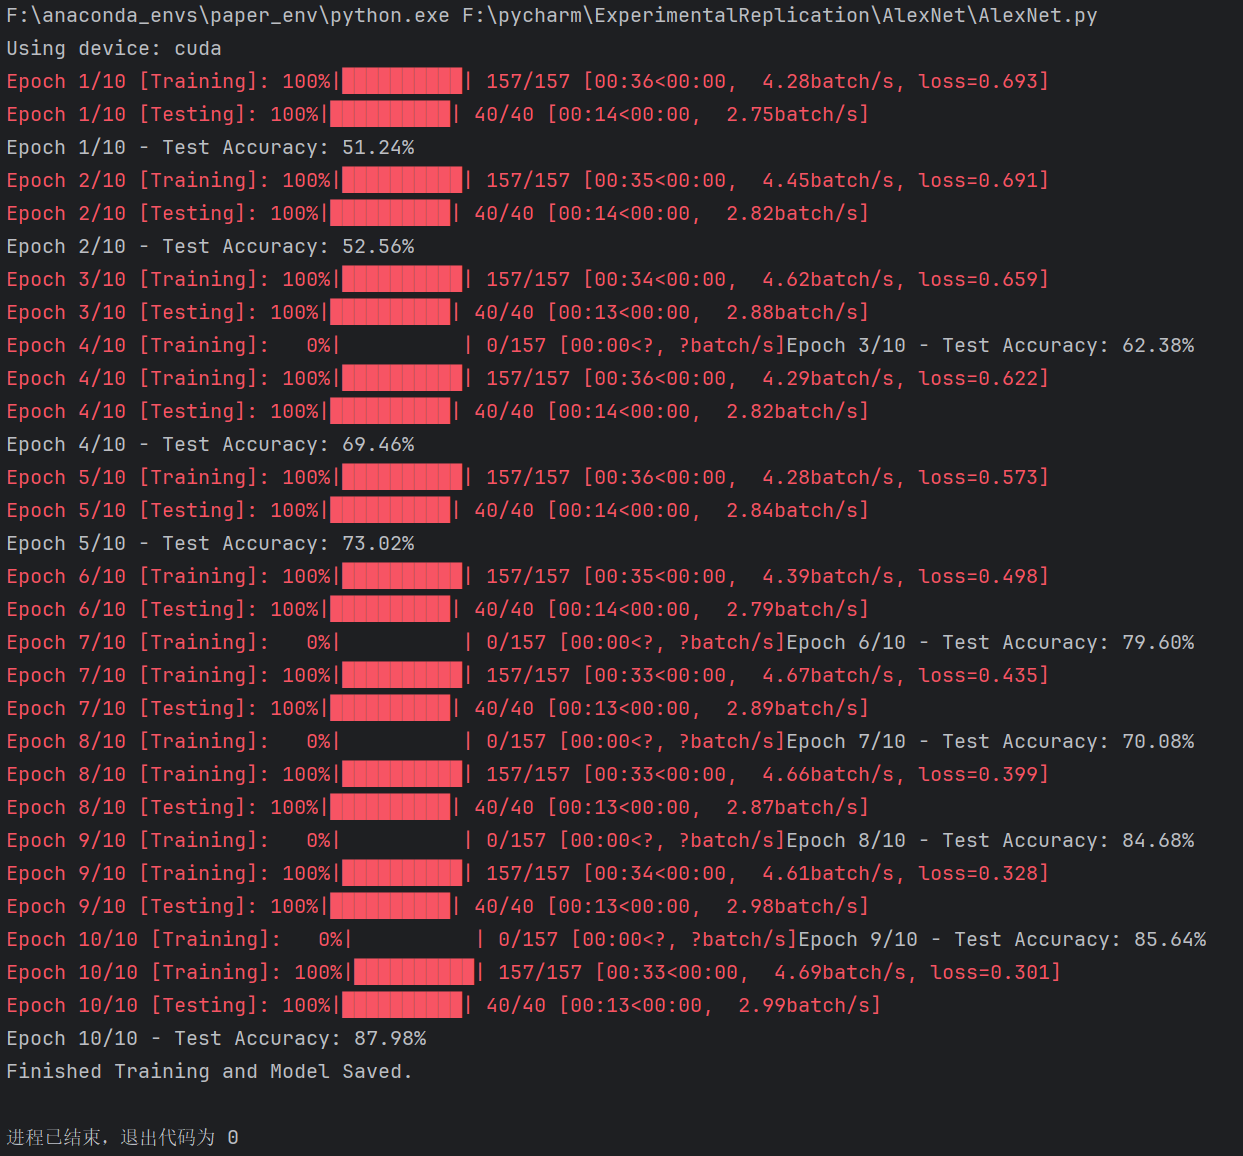 F:\anaconda_envs\paper_env\python.exe F:\pycharm\ExperimentalReplication\AlexNet\AlexNet.py
Using device: cuda
Epoch 1/10 [Training]: 100%|██████████| 157/157 [00:36<00:00,  4.28batch/s, loss=0.693]
Epoch 1/10 [Testing]: 100%|██████████| 40/40 [00:14<00:00,  2.75batch/s]
Epoch 1/10 - Test Accuracy: 51.24%
Epoch 2/10 [Training]: 100%|██████████| 157/157 [00:35<00:00,  4.45batch/s, loss=0.691]
Epoch 2/10 [Testing]: 100%|██████████| 40/40 [00:14<00:00,  2.82batch/s]
Epoch 2/10 - Test Accuracy: 52.56%
Epoch 3/10 [Training]: 100%|██████████| 157/157 [00:34<00:00,  4.62batch/s, loss=0.659]
Epoch 3/10 [Testing]: 100%|██████████| 40/40 [00:13<00:00,  2.88batch/s]
Epoch 4/10 [Training]:   0%|          | 0/157 [00:00<?, ?batch/s]Epoch 3/10 - Test Accuracy: 62.38%
Epoch 4/10 [Training]: 100%|██████████| 157/157 [00:36<00:00,  4.29batch/s, loss=0.622]
Epoch 4/10 [Testing]: 100%|██████████| 40/40 [00:14<00:00,  2.82batch/s]
Epoch 4/10 - Test Accuracy: 69.46%
Epoch 5/10 [Training]: 100%|██████████| 157/157 [00:36<00:00,  4.28batch/s, loss=0.573]
Epoch 5/10 [Testing]: 100%|██████████| 40/40 [00:14<00:00,  2.84batch/s]
Epoch 5/10 - Test Accuracy: 73.02%
Epoch 6/10 [Training]: 100%|██████████| 157/157 [00:35<00:00,  4.39batch/s, loss=0.498]
Epoch 6/10 [Testing]: 100%|██████████| 40/40 [00:14<00:00,  2.79batch/s]
Epoch 7/10 [Training]:   0%|          | 0/157 [00:00<?, ?batch/s]Epoch 6/10 - Test Accuracy: 79.60%
Epoch 7/10 [Training]: 100%|██████████| 157/157 [00:33<00:00,  4.67batch/s, loss=0.435]
Epoch 7/10 [Testing]: 100%|██████████| 40/40 [00:13<00:00,  2.89batch/s]
Epoch 8/10 [Training]:   0%|          | 0/157 [00:00<?, ?batch/s]Epoch 7/10 - Test Accuracy: 70.08%
Epoch 8/10 [Training]: 100%|██████████| 157/157 [00:33<00:00,  4.66batch/s, loss=0.399]
Epoch 8/10 [Testing]: 100%|██████████| 40/40 [00:13<00:00,  2.87batch/s]
Epoch 9/10 [Training]:   0%|          | 0/157 [00:00<?, ?batch/s]Epoch 8/10 - Test Accuracy: 84.68%
Epoch 9/10 [Training]: 100%|██████████| 157/157 [00:34<00:00,  4.61batch/s, loss=0.328]
Epoch 9/10 [Testing]: 100%|██████████| 40/40 [00:13<00:00,  2.98batch/s]
Epoch 10/10 [Training]:   0%|          | 0/157 [00:00<?, ?batch/s]Epoch 9/10 - Test Accuracy: 85.64%
Epoch 10/10 [Training]: 100%|██████████| 157/157 [00:33<00:00,  4.69batch/s, loss=0.301]
Epoch 10/10 [Testing]: 100%|██████████| 40/40 [00:13<00:00,  2.99batch/s]
Epoch 10/10 - Test Accuracy: 87.98%
Finished Training and Model Saved.
进程已结束，退出代码为 0